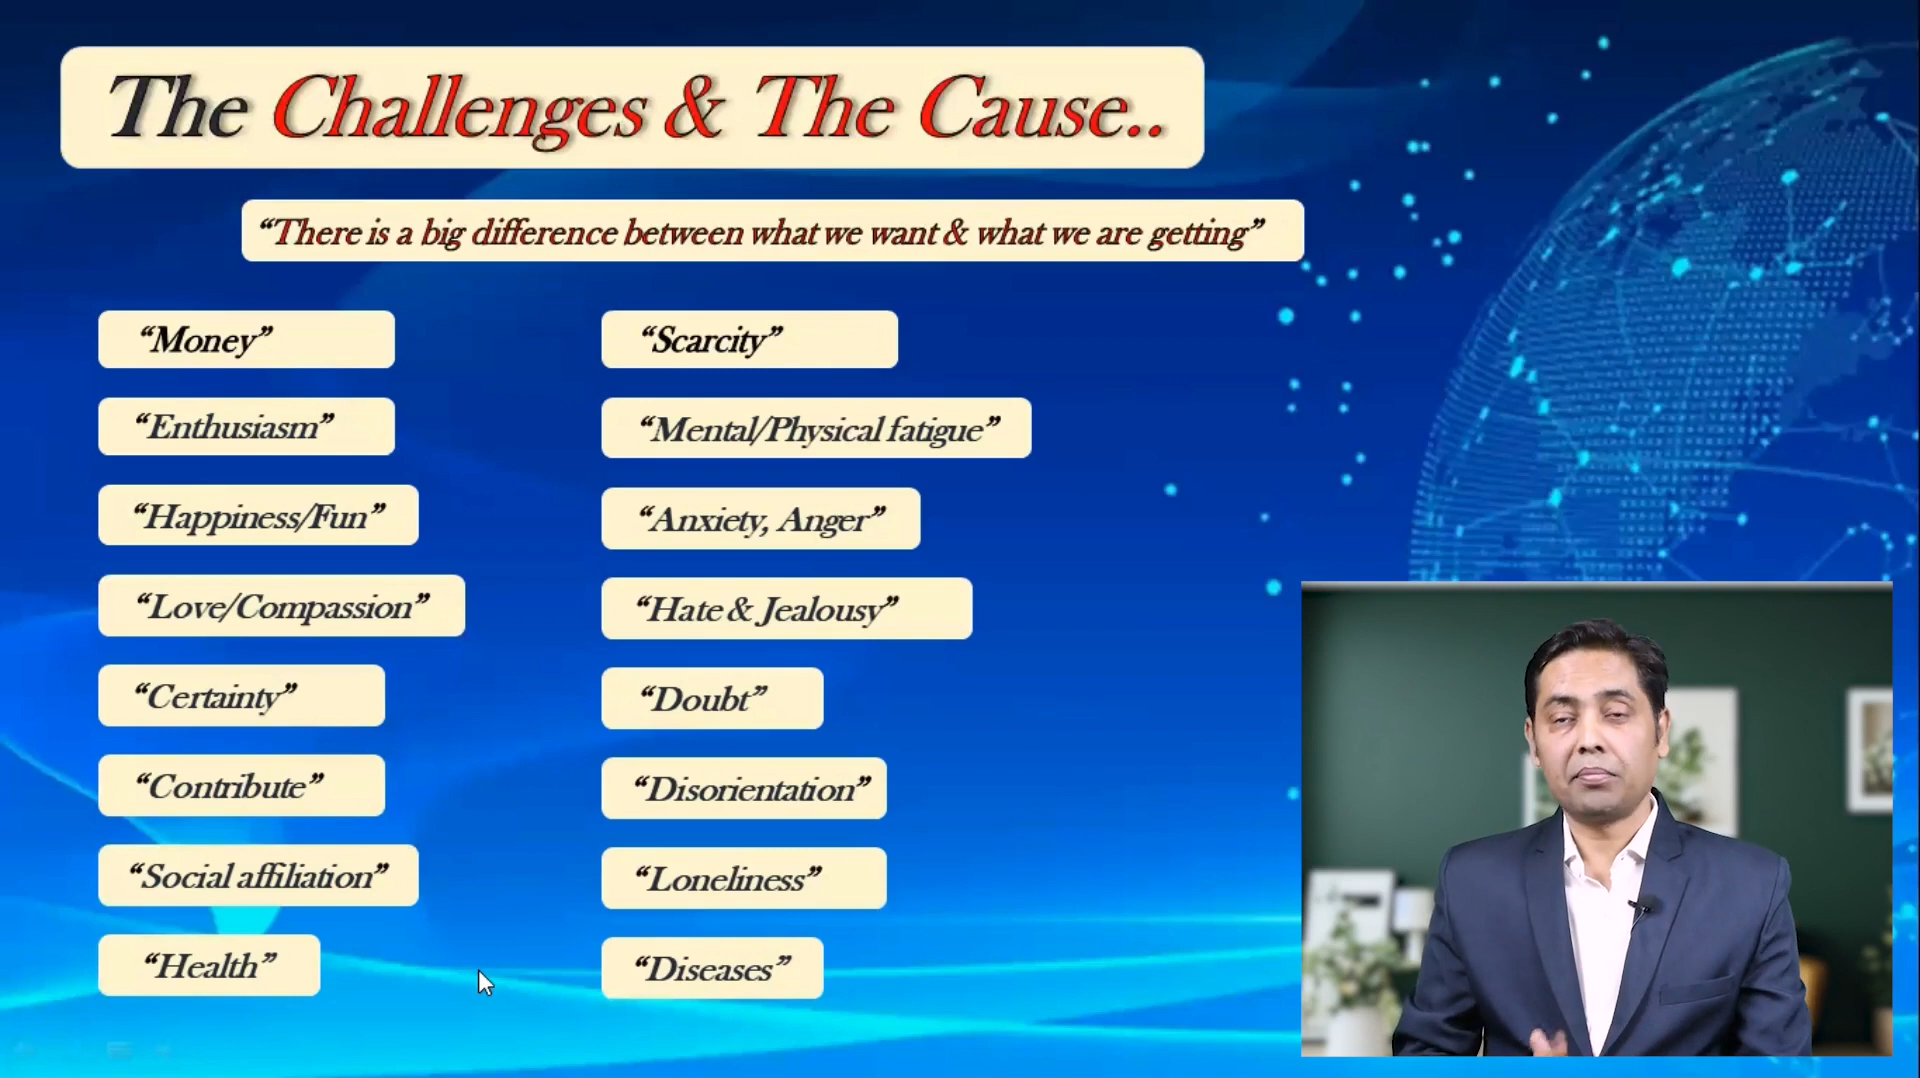 The Challenges & The Cause..
“There is a big difference between what we want & what we are getting”
“Money”
“Scarcity”
“Enthusiasm”
“Mental/Physical fatigue”
“Happiness/Fun”
“Anxiety, Anger”
“Love/Compassion”
“Hate & Jealousy”
“Certainty”
“Doubt”
“Contribute”
“Disorientation”
“Social affiliation”
“Loneliness”
“Health”
“Diseases”